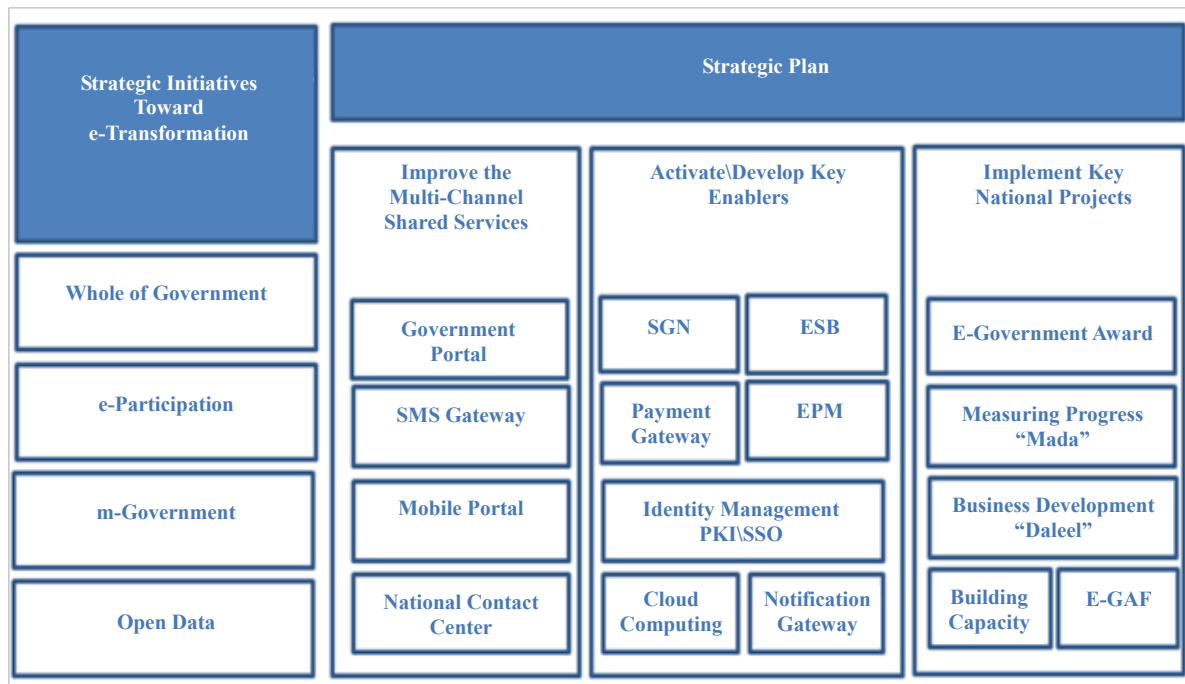 Strategic Initiatives
Toward
e-Transformation
Whole of Government
e-Participation
m-Government
Open Data
Strategic Plan
Improve the
Multi-Channel
Shared Services
Government
Portal
SMS Gateway
Mobile Portal
National Contact
Center
Activate\Develop Key
Enablers
SGN
ESB
Payment
Gateway
EPM
Identity Management
PKI\SSO
Cloud
Computing
Notification
Gateway
Implement Key
National Projects
E-Government Award
Measuring Progress
“Mada”
Business Development
“Daleel”
Building
Capacity
E-GAF